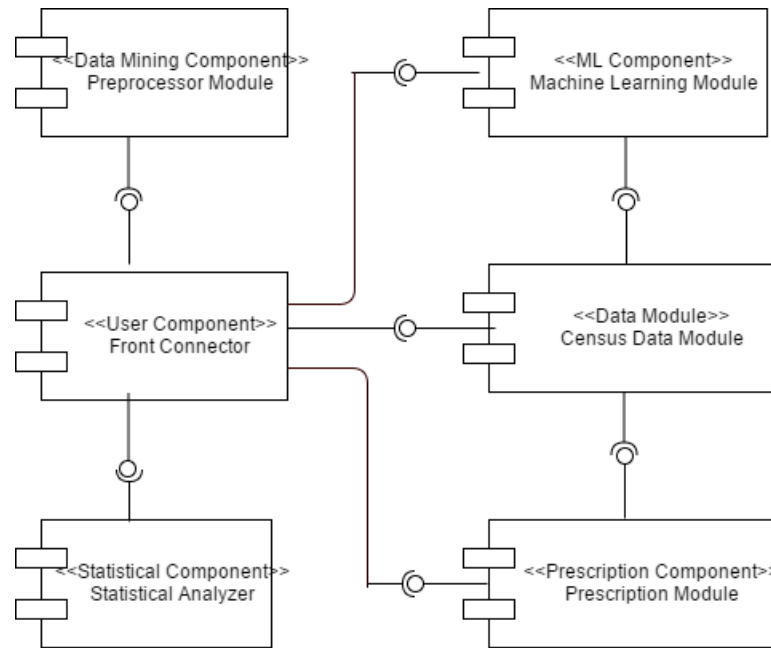 <<Data Mining Component>>
Preprocessor Module
<<ML Component>>
Machine Learning Module
<<User Component>>
Front Connector
<<Data Module>>
Census Data Module
<<Statistical Component>>
Statistical Analyzer
<<Prescription Component>>
Prescription Module